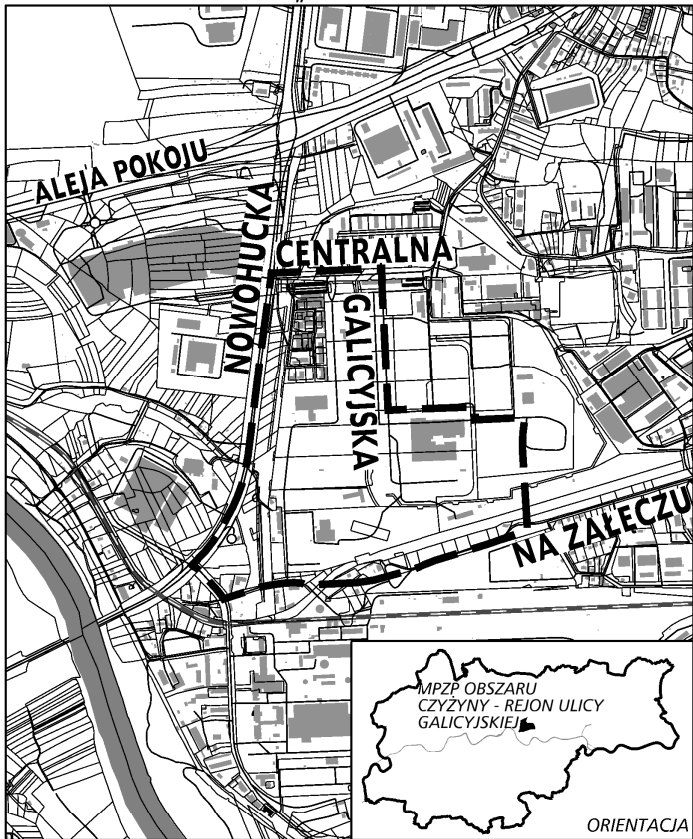 ALEJA POKOJU
NOWOHUCKA
CENTRALNA
GALICYJSKA
NA ZAŁĘCZU
MPZP OBSZARU
CZYŻYNY - REJON ULICY
GALICYJSKIEJ
ORIENTACJA